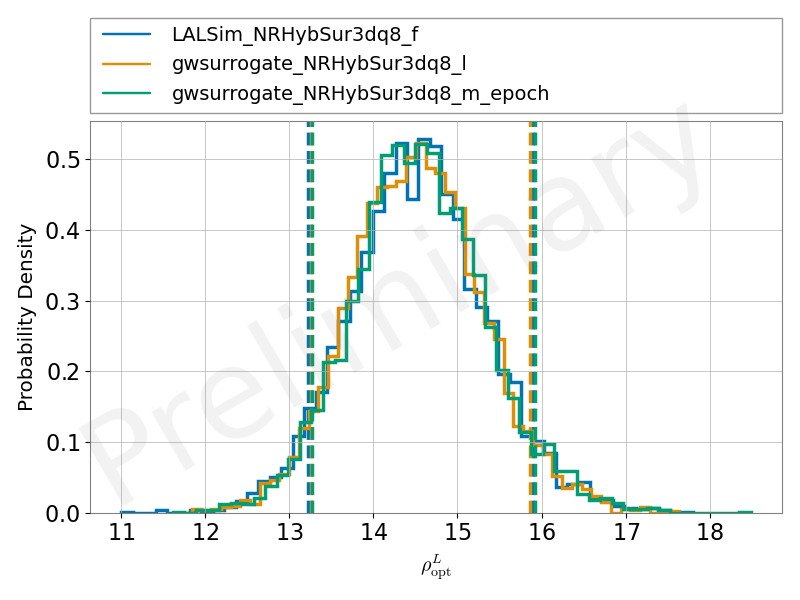 LALSim_NRHybSur3dq8_f
gwsurrogate_NRHybSur3dq8_l
gwsurrogate_NRHybSur3dq8_m_epoch
Preliminary
Probability Density
0.5
0.4
0.3
0.2
0.1
0.0
11 12 13 14 15 16 17 18
ρ^L_opt